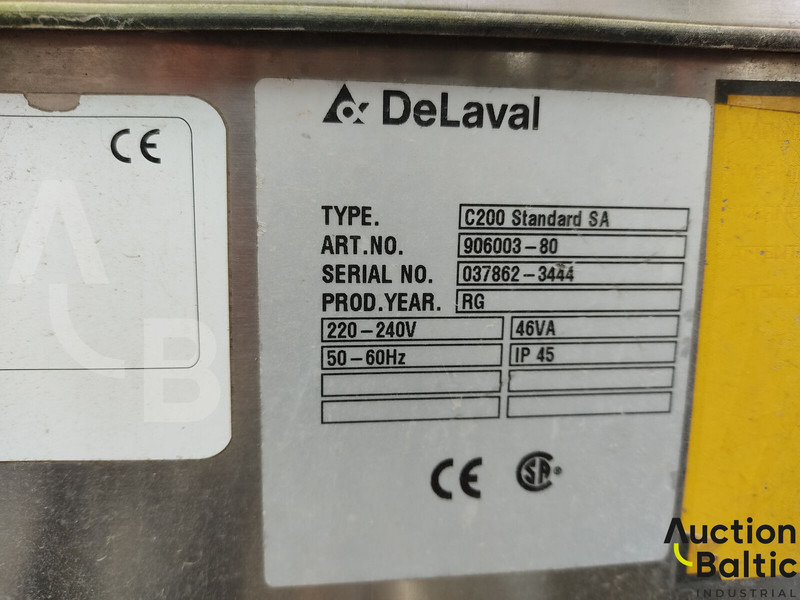 CE
DeLaval
TYPE. C200 Standard SA
ART.NO. 906003-80
SERIAL NO. 037862-3444
PROD.YEAR. RG
220-240V 46VA
50-60Hz IP 45
CE SA
Auction
Baltic
INDUSTRIAL